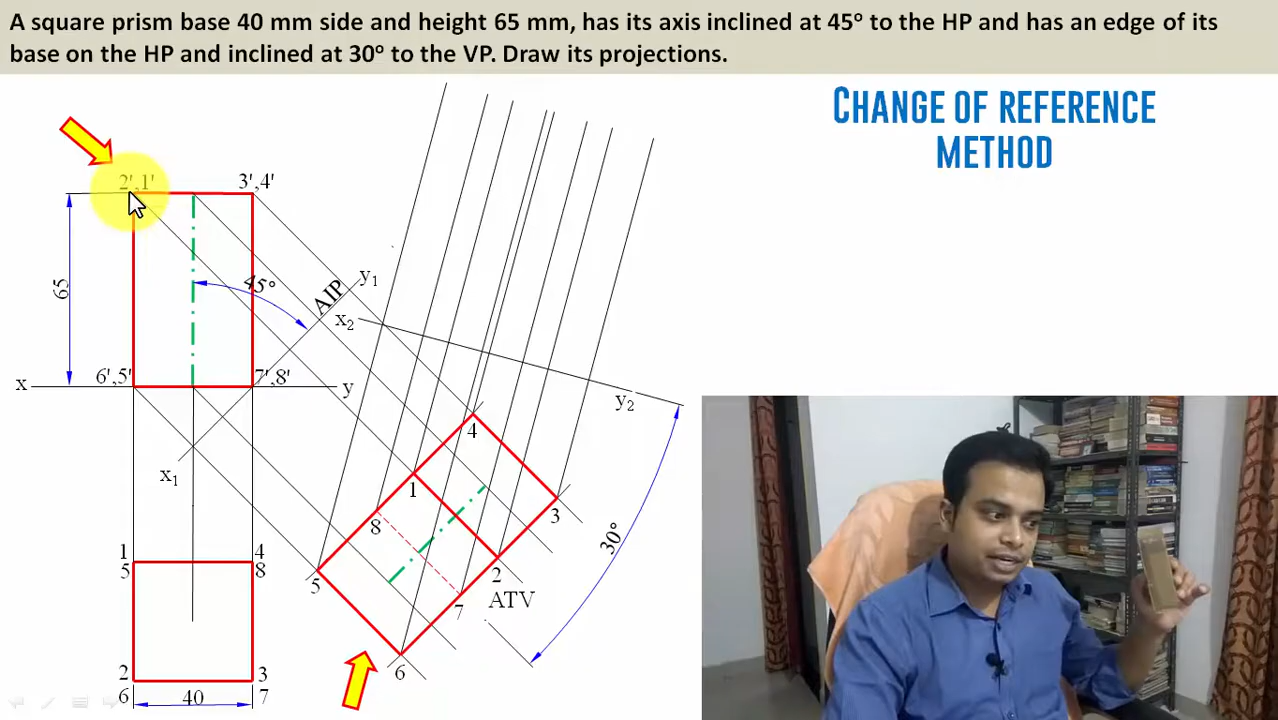 A square prism base 40 mm side and height 65 mm, has its axis inclined at 45º to the HP and has an edge of its
base on the HP and inclined at 30º to the VP. Draw its projections.
CHANGE OF REFERENCE
METHOD
2',1'
3',4'
65
45°
AIP
y1
x2
x
6',5'
7',8'
y
y2
x1
4
1
3
8
30°
1
4
5
8
5
2
7
ATV
2
3
6
6
40
7